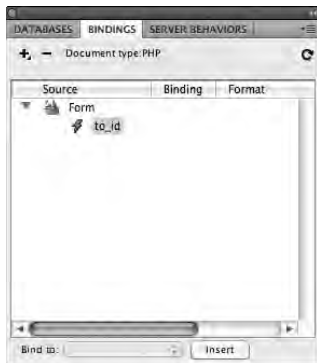 DATABASES BINDINGS SERVER BEHAVIORS
Document type:PHP
Source Binding Format
Form
to_id
Bind to: Insert